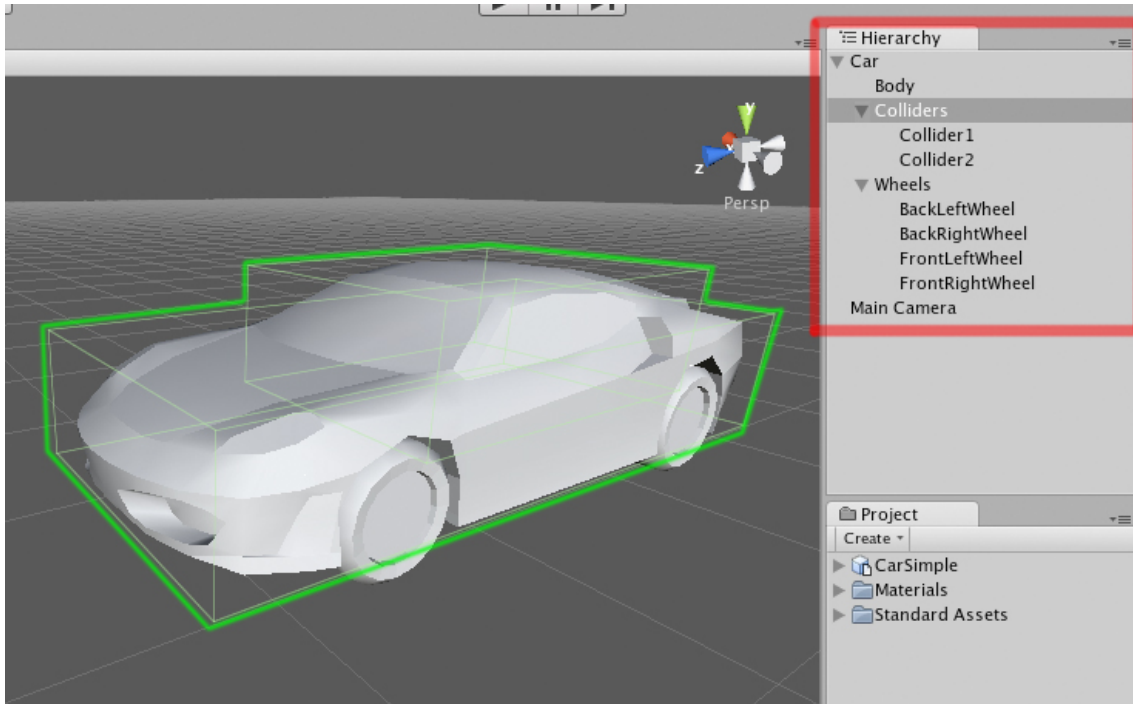 Hierarchy
Car
Body
Colliders
Collider1
Collider2
Wheels
BackLeftWheel
BackRightWheel
FrontLeftWheel
FrontRightWheel
Main Camera
y
x
z
Persp
Project
Create
CarSimple
Materials
Standard Assets